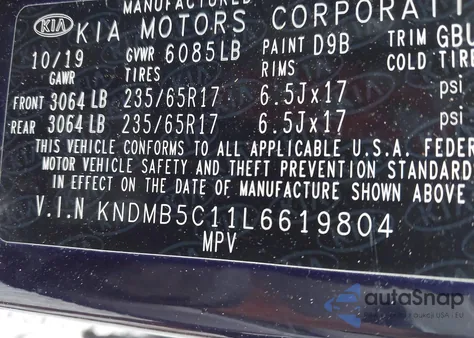 MANUFACTURED
KIA KIA MOTORS CORPORATI
10/19 GVWR 6085LB PAINT D9B TRIM GBU
GAWR TIRES RIMS COLD TIRE
FRONT 3064 LB 235/65R17 6.5Jx17 psi
REAR 3064 LB 235/65R17 6.5Jx17 psi
THIS VEHICLE CONFORMS TO ALL APPLICABLE U.S.A. FEDER
MOTOR VEHICLE SAFETY AND THEFT PREVENTION STANDARD
IN EFFECT ON THE DATE OF MANUFACTURE SHOWN ABOVE
V.I.N KNDMB5C11L6619804
MPV
autoSnap